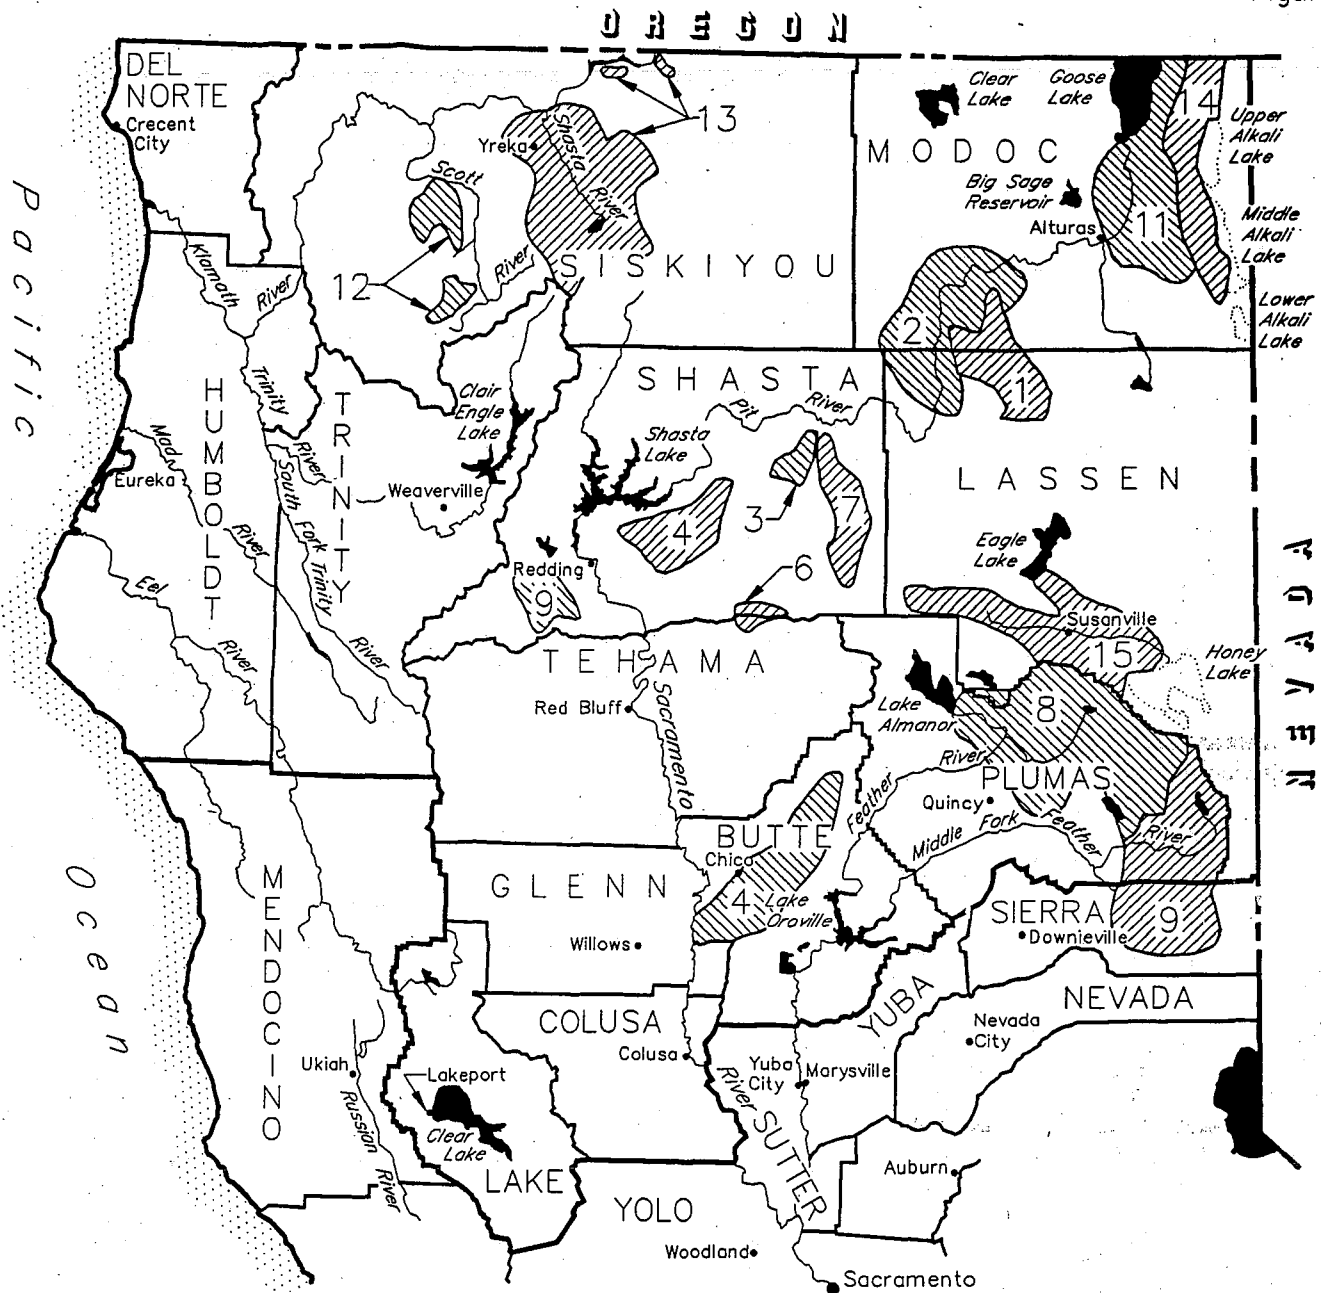 OREGON
DEL
NORTE
Crecent
City
Yreka
Shasta
River
13
Scott
River
12
SISKIYOU
Clear
Lake
Goose
Lake
14
Upper
Alkali
Lake
MODOC
Big Sage
Reservoir
Alturas
11
Middle
Alkali
Lake
Lower
Alkali
Lake
2
1
Pacific
Ocean
Klamath
River
HUMBOLDT
Trinity
River
TRINITY
Clair
Engle
Lake
SHASTA
Pit
River
Shasta
Lake
Mad
River
Eureka
South Fork Trinity
River
Weaverville
4
3
7
LASSEN
Eagle
Lake
NEVADA
Redding
9
6
Eel
River
TEHAMA
Susanville
15
Honey
Lake
Red Bluff
Sacramento
Lake
Almanor
8
River
PLUMAS
Quincy
Feather
Middle
Fork
Feather
River
BUTTE
Chico
4
Lake
Oroville
GLENN
Willows
MENDOCINO
SIERRA
Downieville
9
COLUSA
Colusa
YUBA
NEVADA
Nevada
City
Ukiah
Russian
River
Lakeport
Clear
Lake
LAKE
River
Yuba
City
Marysville
SUTTER
Auburn
YOLO
Woodland
Sacramento